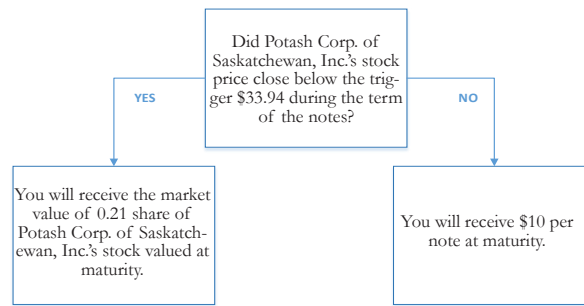 Did Potash Corp. of
Saskatchewan, Inc.'s stock
price close below the trig-
ger $33.94 during the term
of the notes?
YES
NO
You will receive the market
value of 0.21 share of
Potash Corp. of Saskatch-
ewan, Inc.'s stock valued at
maturity.
You will receive $10 per
note at maturity.